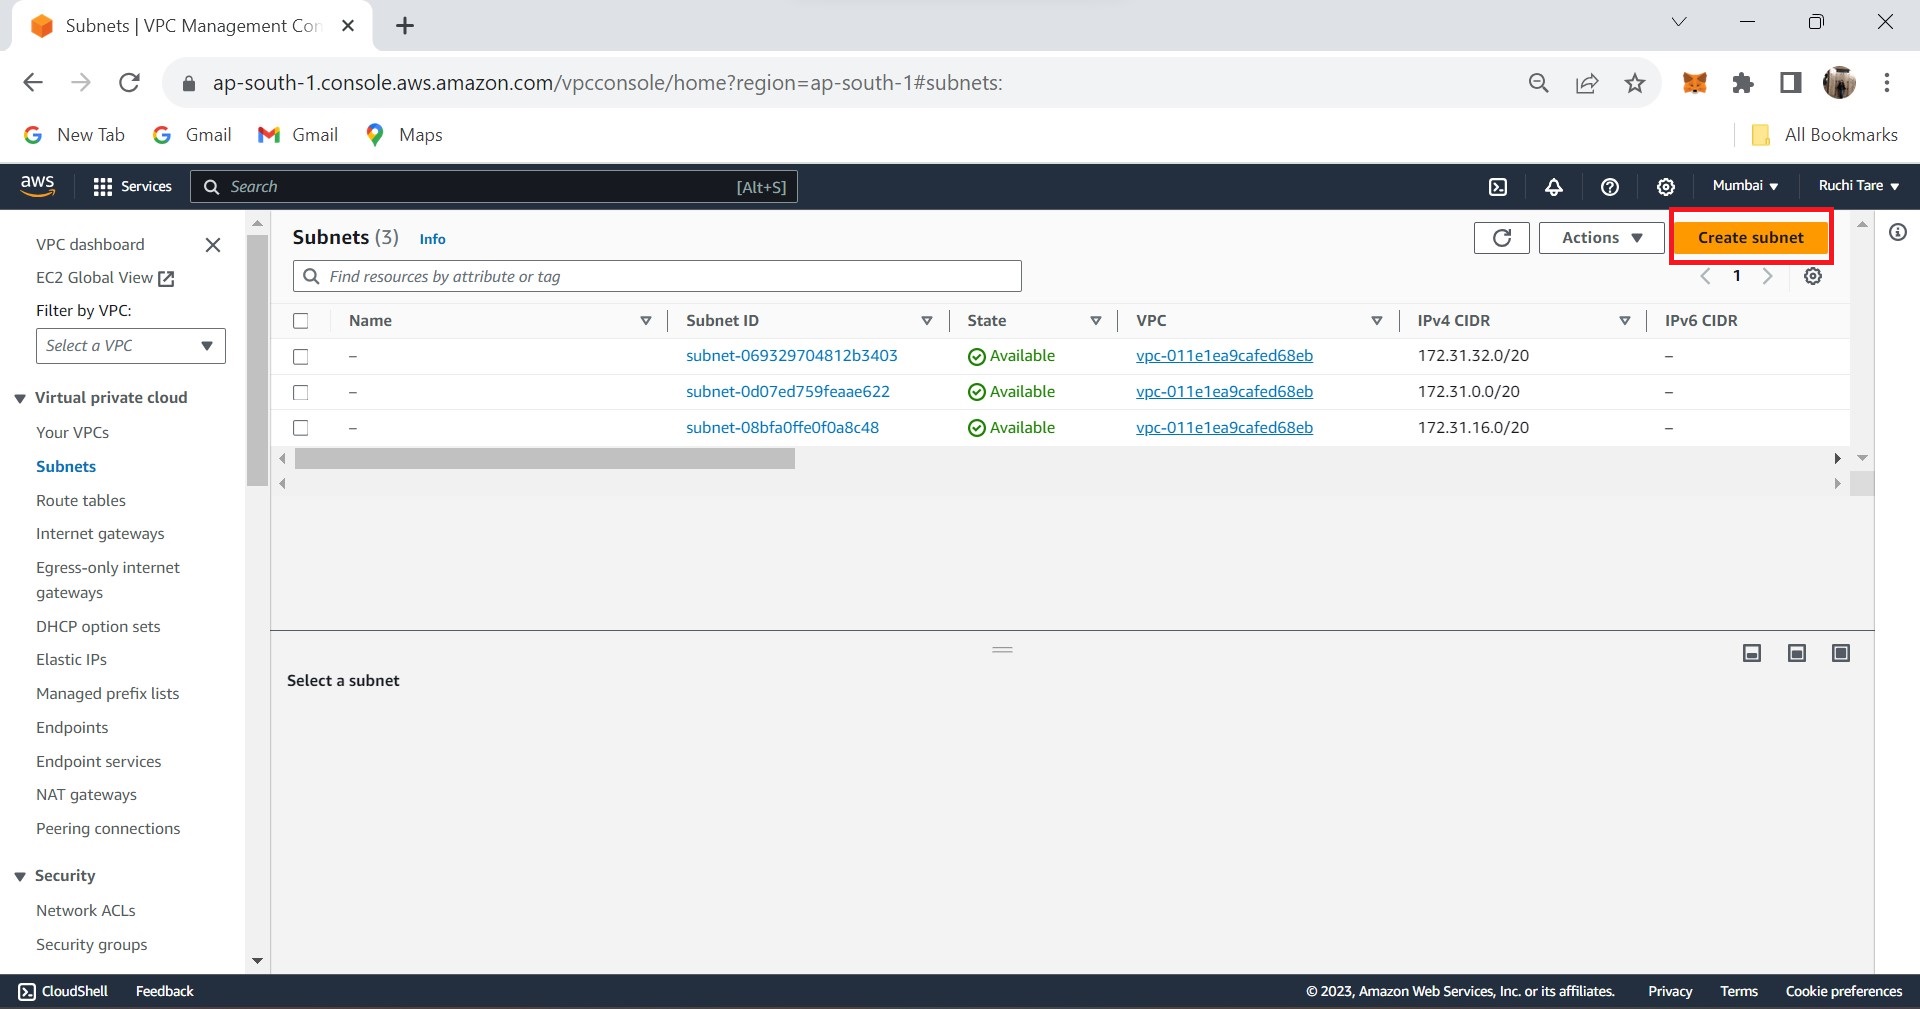 Subnets | VPC Management Con
ap-south-1.console.aws.amazon.com/vpcconsole/home?region=ap-south-1#subnets:
New Tab Gmail Gmail Maps All Bookmarks
aws Services Search [Alt+S] Mumbai Ruchi Tare
VPC dashboard
EC2 Global View
Filter by VPC:
Select a VPC
Virtual private cloud
Your VPCs
Subnets
Route tables
Internet gateways
Egress-only internet
gateways
DHCP option sets
Elastic IPs
Managed prefix lists
Endpoints
Endpoint services
NAT gateways
Peering connections
Security
Network ACLs
Security groups
Subnets (3) Info Actions Create subnet
Find resources by attribute or tag 1
Name Subnet ID State VPC IPv4 CIDR IPv6 CIDR
– subnet-069329704812b3403 Available vpc-011e1ea9cafed68eb 172.31.32.0/20 –
– subnet-0d07ed759feaae622 Available vpc-011e1ea9cafed68eb 172.31.0.0/20 –
– subnet-08bfa0ffe0f0a8c48 Available vpc-011e1ea9cafed68eb 172.31.16.0/20 –
Select a subnet
CloudShell Feedback © 2023, Amazon Web Services, Inc. or its affiliates. Privacy Terms Cookie preferences